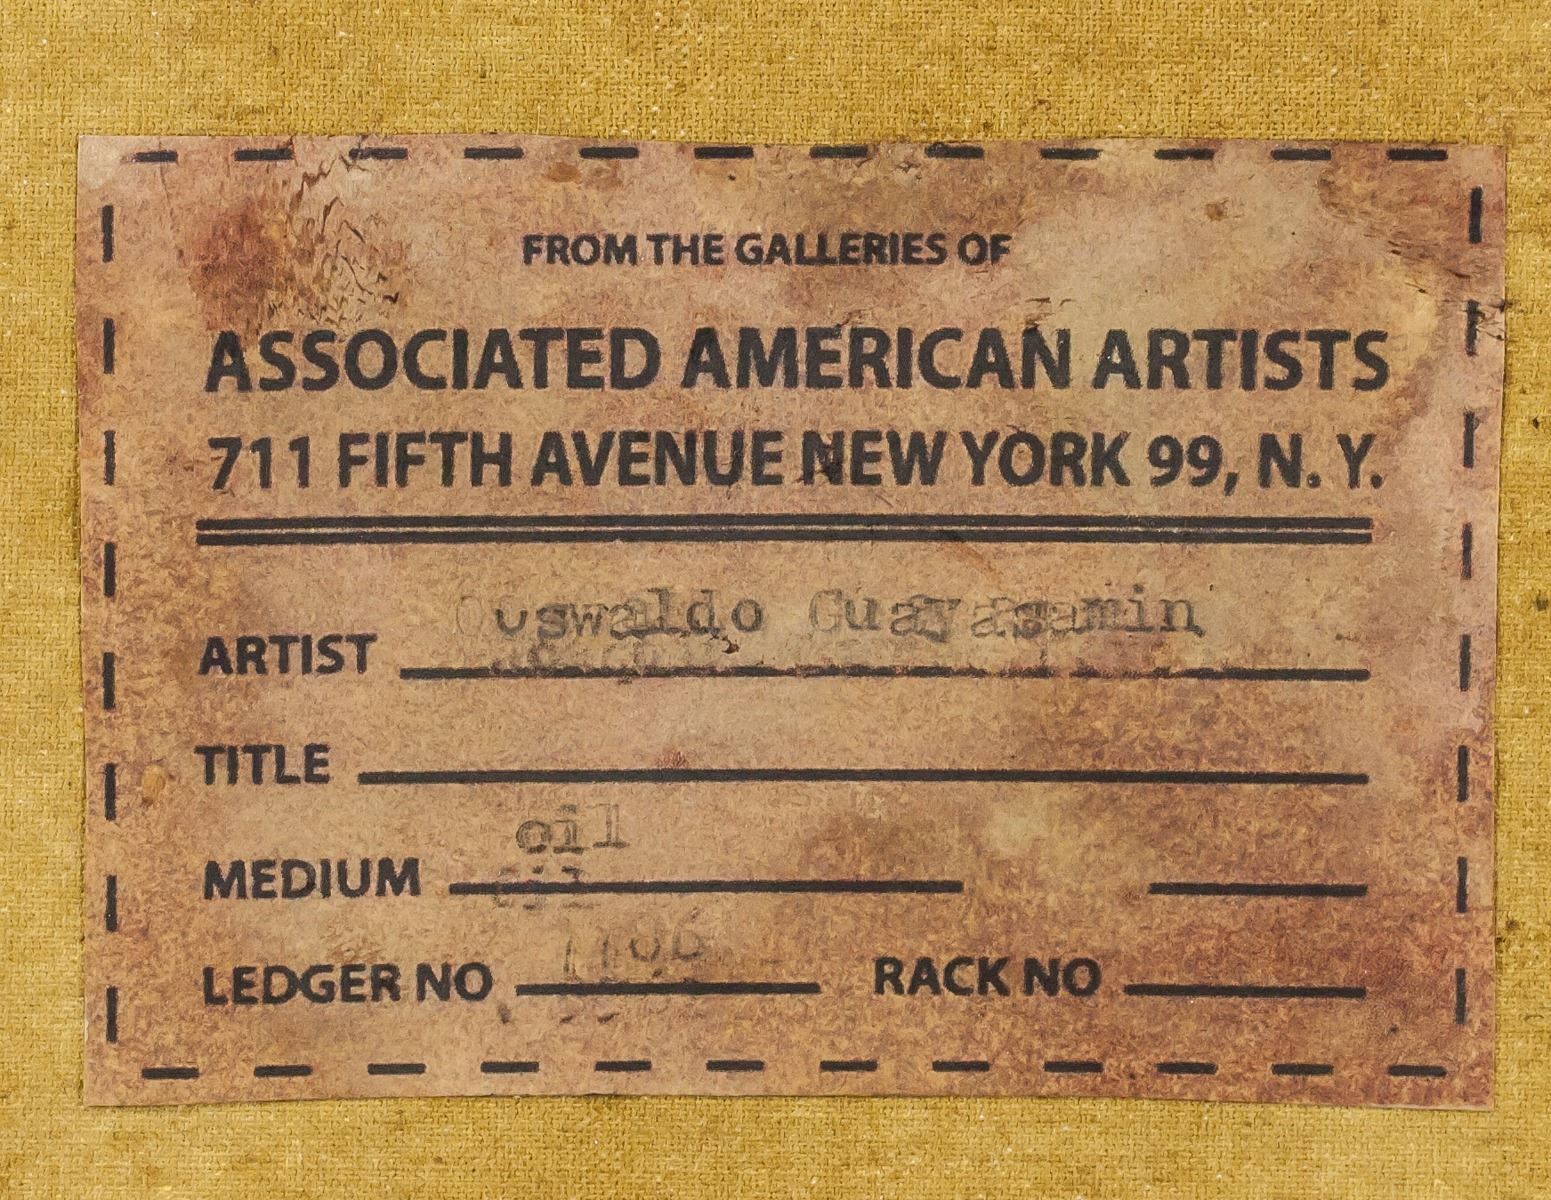 FROM THE GALLERIES OF
ASSOCIATED AMERICAN ARTISTS
711 FIFTH AVENUE NEW YORK 99, N. Y.
ARTIST Ouswaldo Guayasamin
TITLE
MEDIUM oil
LEDGER NO RACK NO